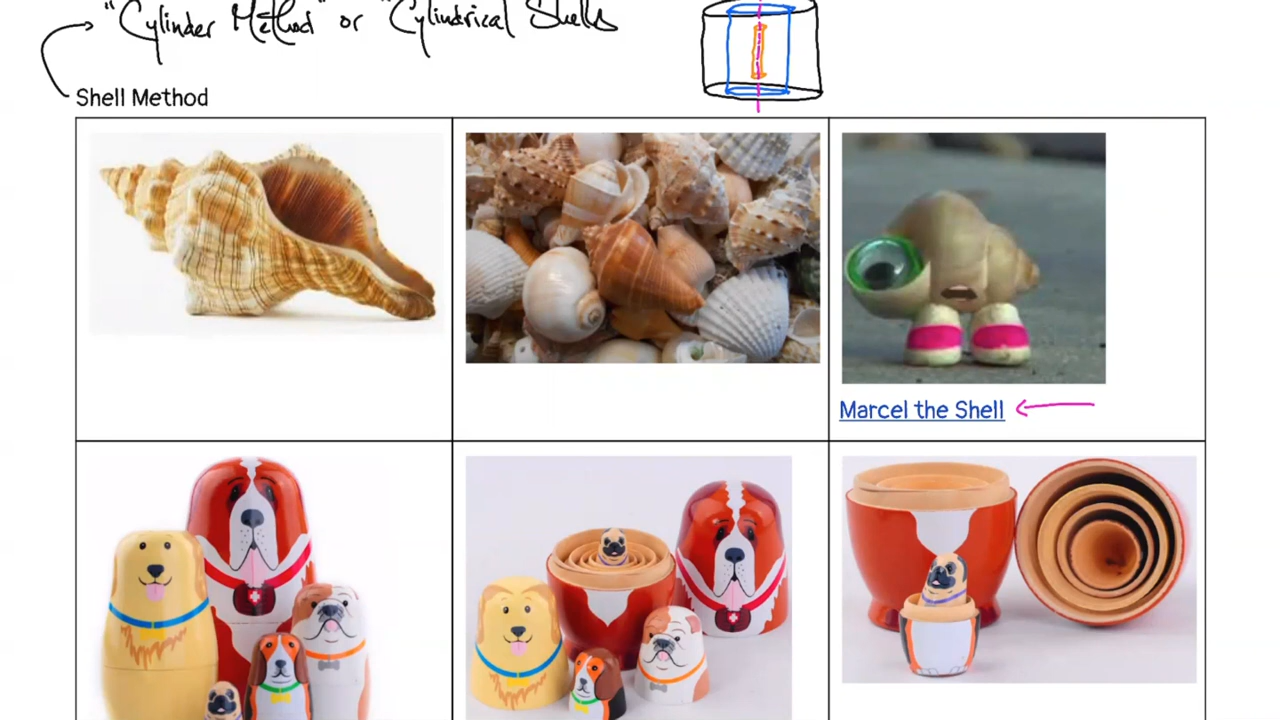 "Cylinder Method" or "Cylindrical Shells
Shell Method
Marcel the Shell